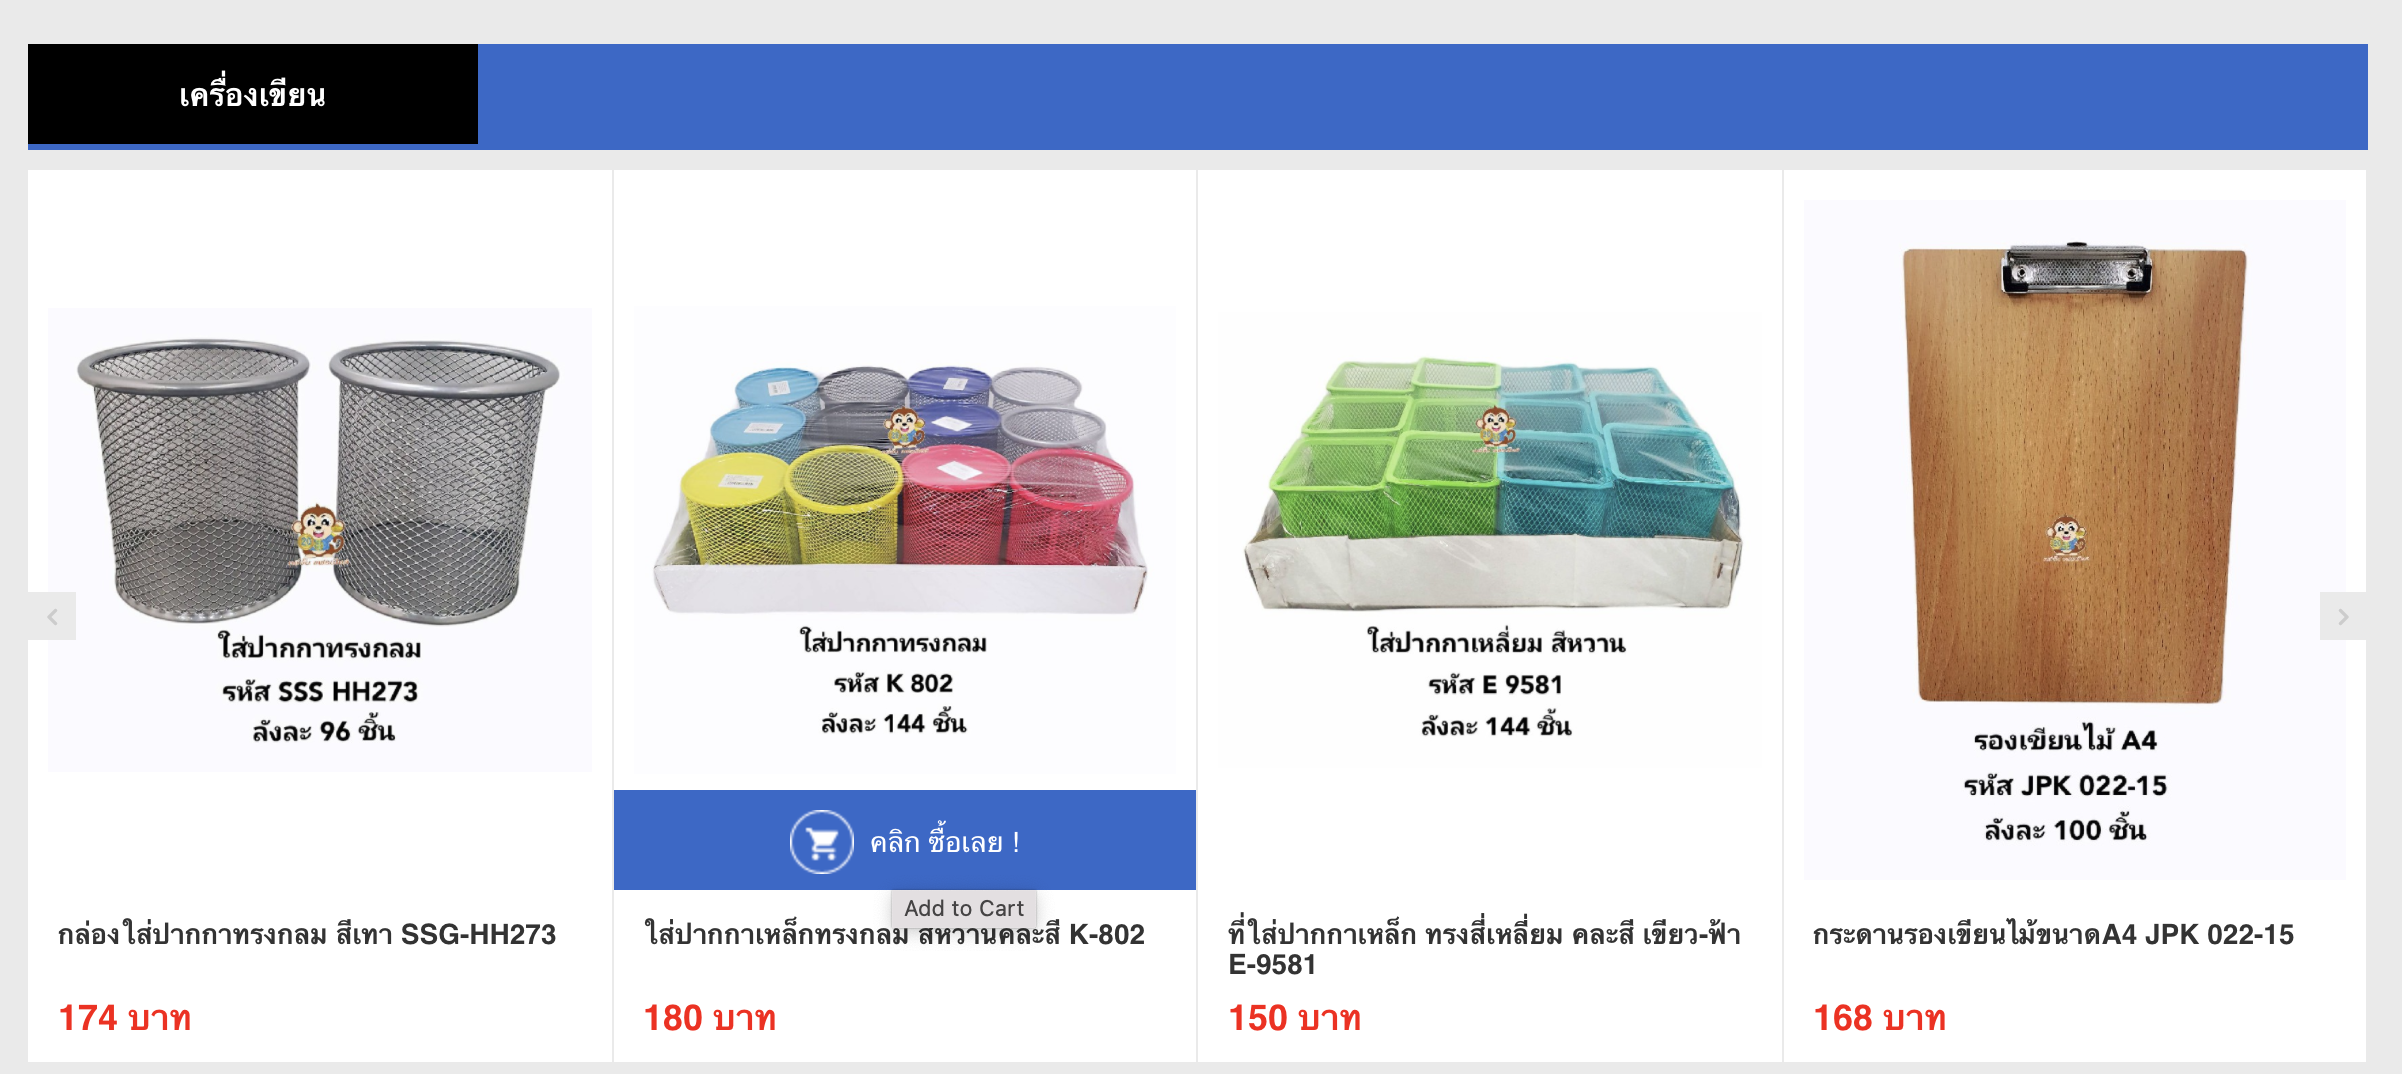 เครื่องเขียน
ใส่ปากกาทรงกลม
รหัส SSS HH273
ลังละ 96 ชิ้น
ใส่ปากกาทรงกลม
รหัส K 802
ลังละ 144 ชิ้น
ใส่ปากกาเหลี่ยม สีหวาน
รหัส E 9581
ลังละ 144 ชิ้น
รองเขียนไม้ A4
รหัส JPK 022-15
ลังละ 100 ชิ้น
คลิก ซื้อเลย !
Add to Cart
กล่องใส่ปากกาทรงกลม สีเทา SSG-HH273
174 บาท
ใส่ปากกาเหล็กทรงกลม สีหวานคละสี K-802
180 บาท
ที่ใส่ปากกาเหล็ก ทรงสี่เหลี่ยม คละสี เขียว-ฟ้า
E-9581
150 บาท
กระดานรองเขียนไม้ขนาดA4 JPK 022-15
168 บาท